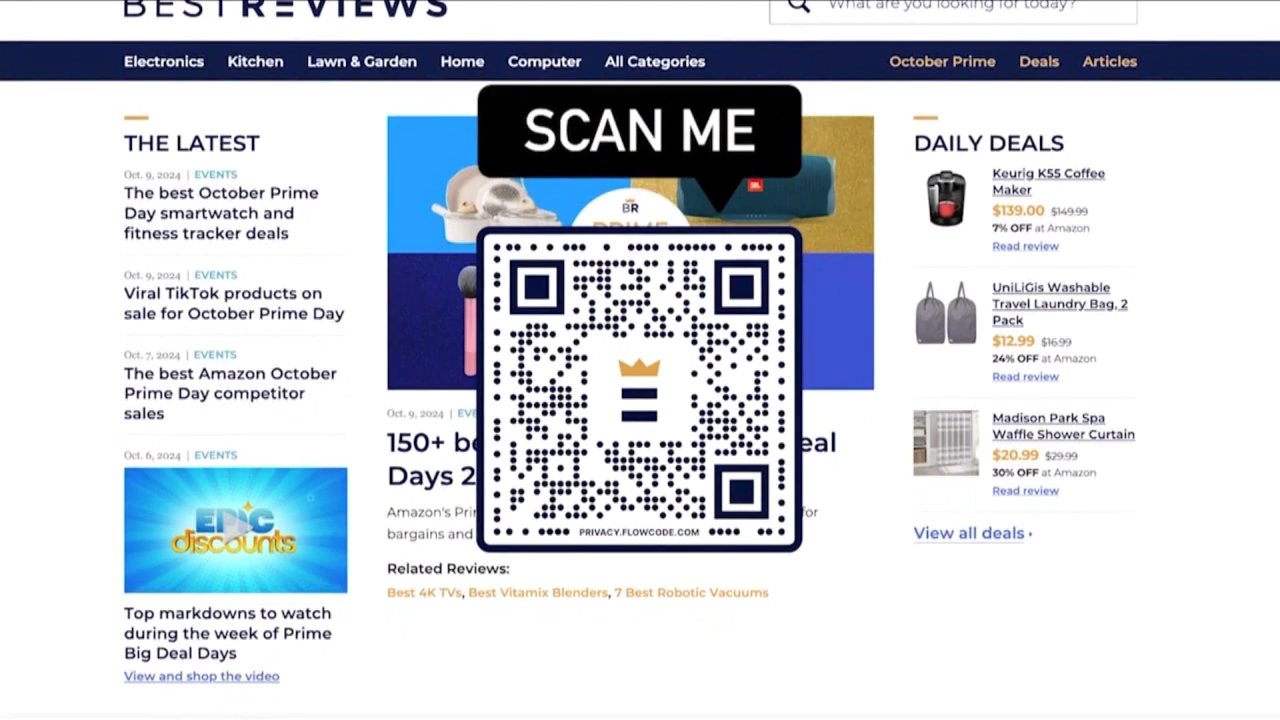 BESTREVIEWS
What are you looking for today?
Electronics Kitchen Lawn & Garden Home Computer All Categories October Prime Deals Articles
THE LATEST
Oct. 9, 2024 | EVENTS
The best October Prime
Day smartwatch and
fitness tracker deals
Oct. 9, 2024 | EVENTS
Viral TikTok products on
sale for October Prime Day
Oct. 7, 2024 | EVENTS
The best Amazon October
Prime Day competitor
sales
Oct. 6, 2024 | EVENTS
EPIC
discounts
Top markdowns to watch
during the week of Prime
Big Deal Days
View and shop the video
SCAN ME
JBL
BR
PRIME
PRIVACY.FLOWCODE.COM
Oct. 9, 2024 |
150+
Days
Amazon's
for
bargains and
Related Reviews:
Best 4K TVs, Best Vitamix Blenders, 7 Best Robotic Vacuums
DAILY DEALS
Keurig K55 Coffee
Maker
$139.00 $149.99
7% OFF at Amazon
Read review
UniLiGis Washable
Travel Laundry Bag, 2
Pack
$12.99 $16.99
24% OFF at Amazon
Read review
Madison Park Spa
Waffle Shower Curtain
$20.99 $29.99
30% OFF at Amazon
Read review
View all deals ›